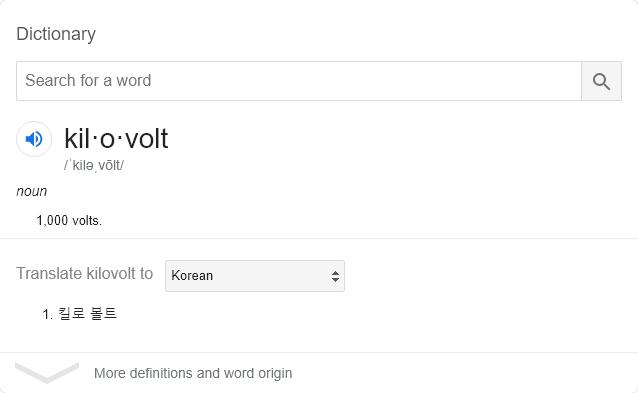 Dictionary
Search for a word
kil·o·volt
/ˈkiləˌvōlt/
noun
1,000 volts.
Translate kilovolt to Korean
1. 킬로 볼트
More definitions and word origin